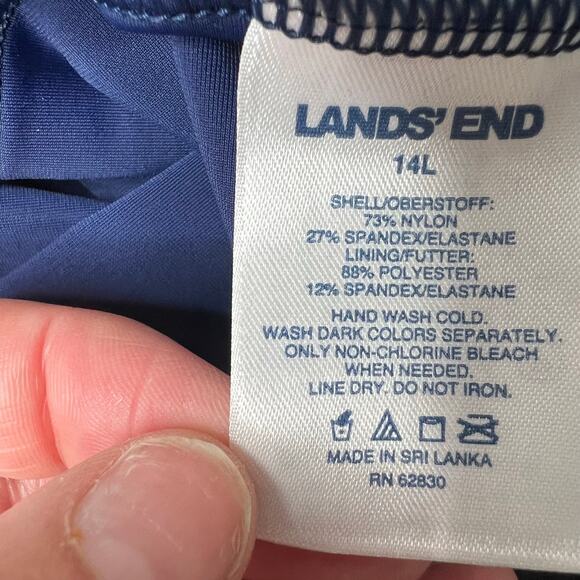 LANDS' END
14L
SHELL/OBERSTOFF:
73% NYLON
27% SPANDEX/ELASTANE
LINING/FUTTER:
88% POLYESTER
12% SPANDEX/ELASTANE
HAND WASH COLD.
WASH DARK COLORS SEPARATELY.
ONLY NON-CHLORINE BLEACH
WHEN NEEDED.
LINE DRY. DO NOT IRON.
MADE IN SRI LANKA
RN 62830